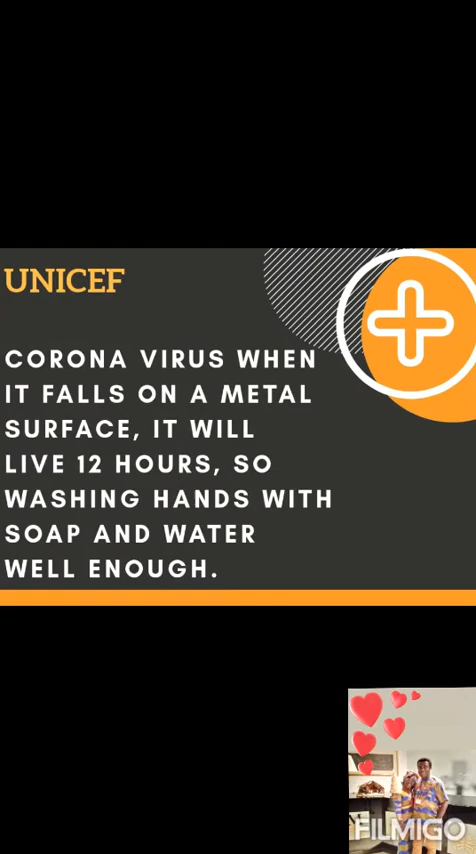 UNICEF
CORONA VIRUS WHEN
IT FALLS ON A METAL
SURFACE, IT WILL
LIVE 12 HOURS, SO
WASHING HANDS WITH
SOAP AND WATER
WELL ENOUGH.
FILMIGO